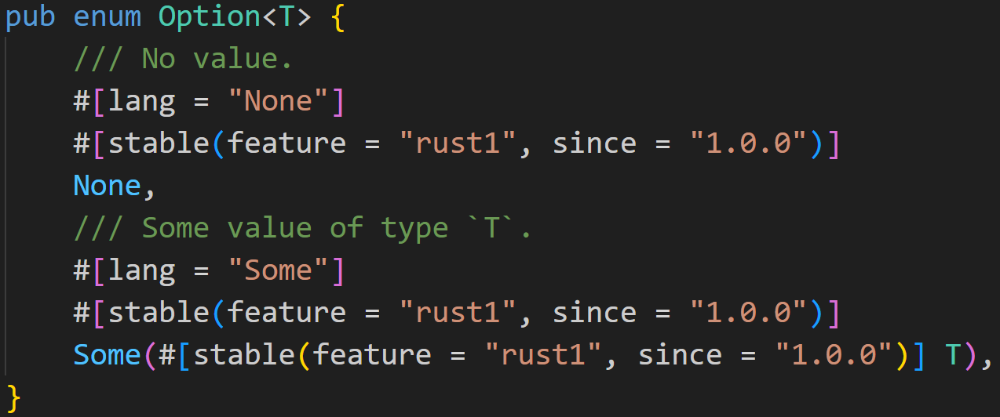 pub enum Option<T> {
    /// No value.
    #[lang = "None"]
    #[stable(feature = "rust1", since = "1.0.0")]
    None,
    /// Some value of type `T`.
    #[lang = "Some"]
    #[stable(feature = "rust1", since = "1.0.0")]
    Some(#[stable(feature = "rust1", since = "1.0.0")] T),
}